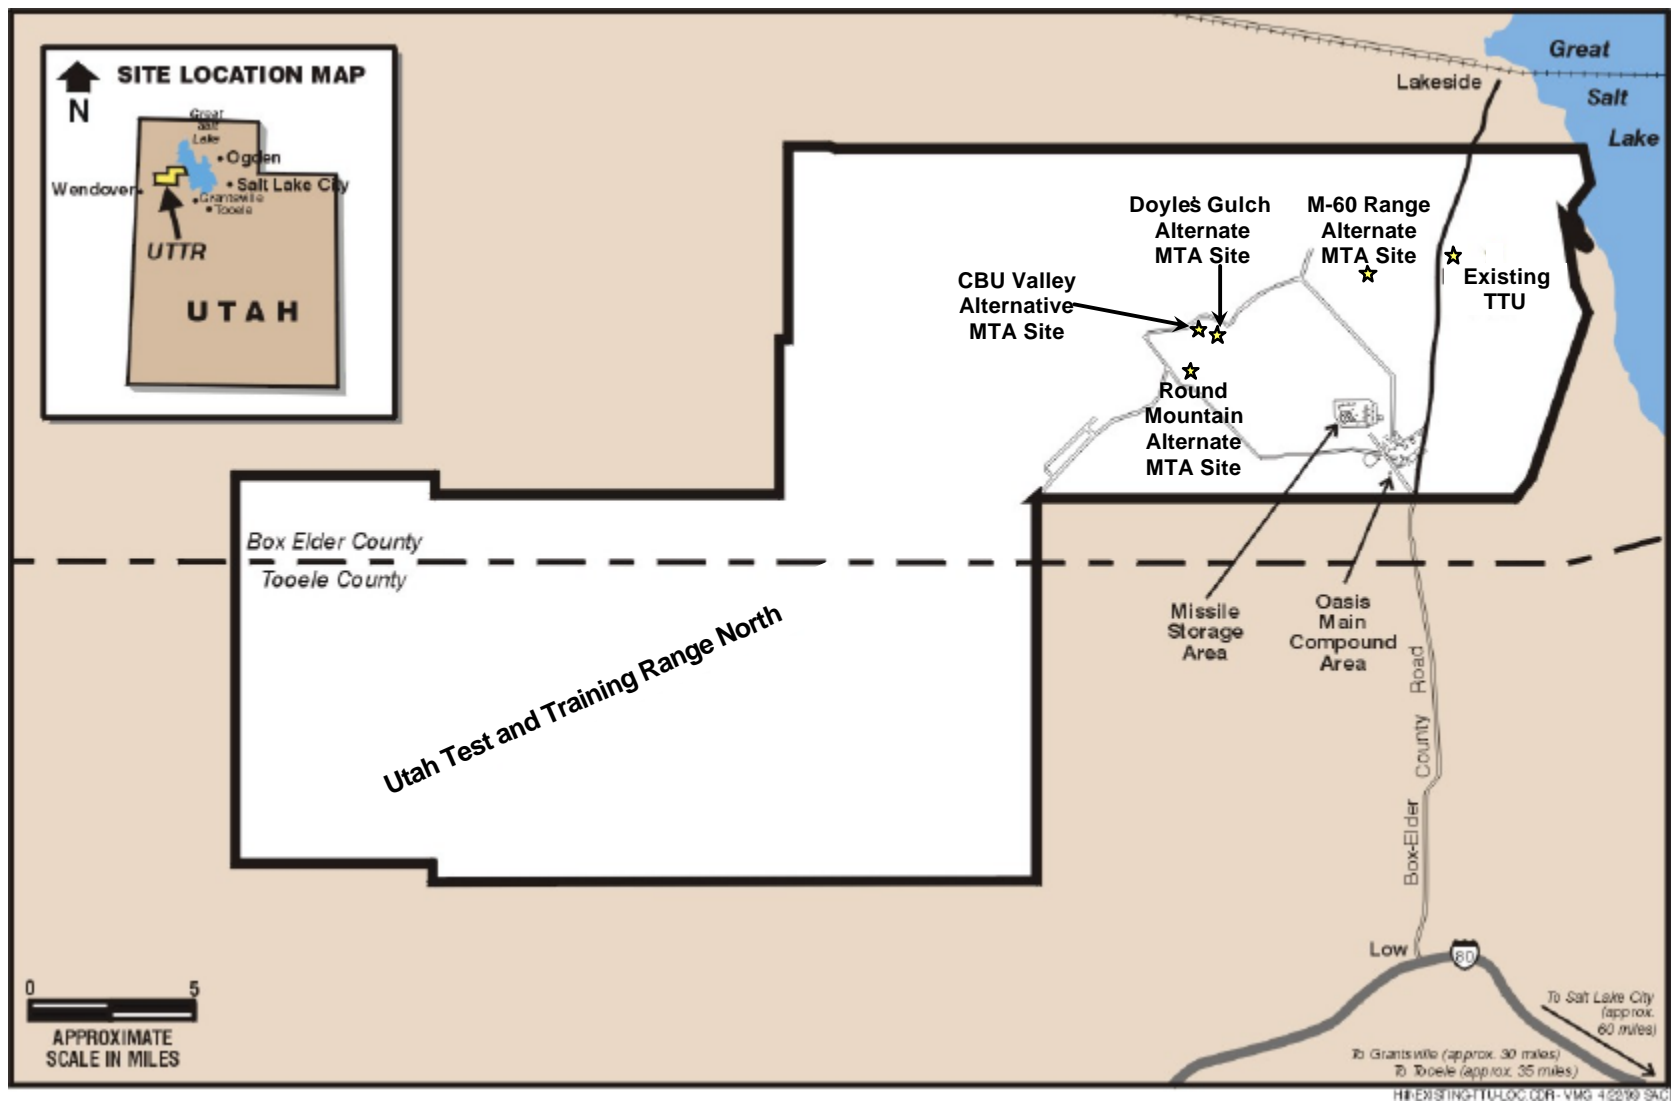 SITE LOCATION MAP
N
Great
Salt
Lake
Ogden
Wendover
Salt Lake City
Grantsville
Tooele
UTTR
UTAH
Great
Salt
Lake
Lakeside
Doyle's Gulch
Alternate
MTA Site
M-60 Range
Alternate
MTA Site
Existing
TTU
CBU Valley
Alternative
MTA Site
Round
Mountain
Alternate
MTA Site
Box Elder County
Tooele County
Missile
Storage
Area
Oasis
Main
Compound
Area
Utah Test and Training Range North
Box-Elder County Road
Low
80
0 5
APPROXIMATE
SCALE IN MILES
To Salt Lake City
(approx.
60 miles)
To Grantsville (approx. 30 miles)
To Tooele (approx. 35 miles)